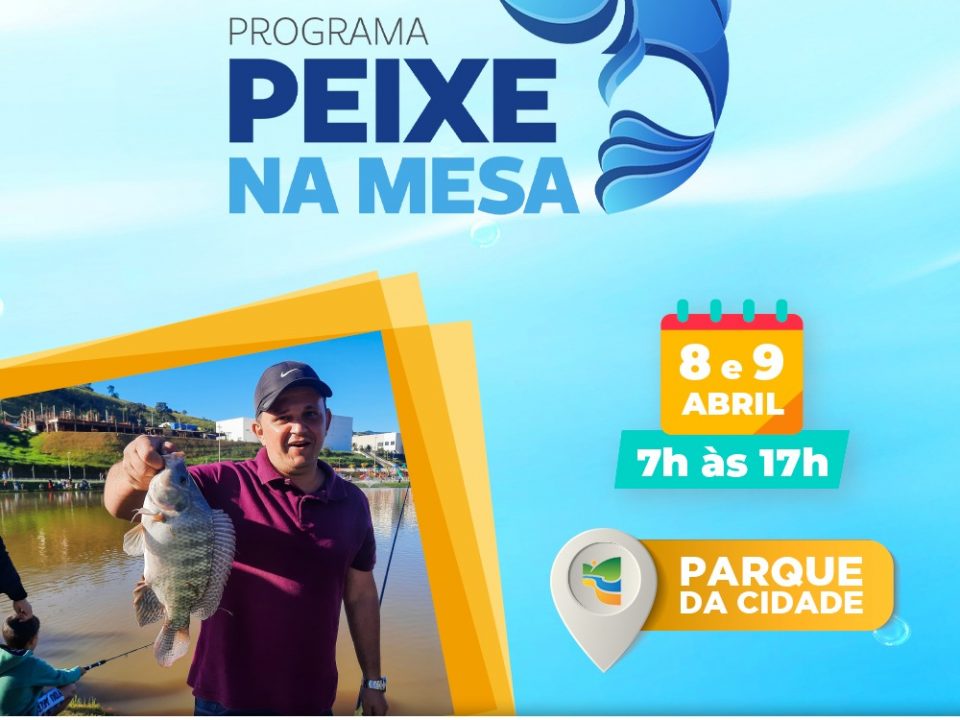 PROGRAMA
PEIXE
NA MESA
8 e 9
ABRIL
7h às 17h
PARQUE
DA CIDADE